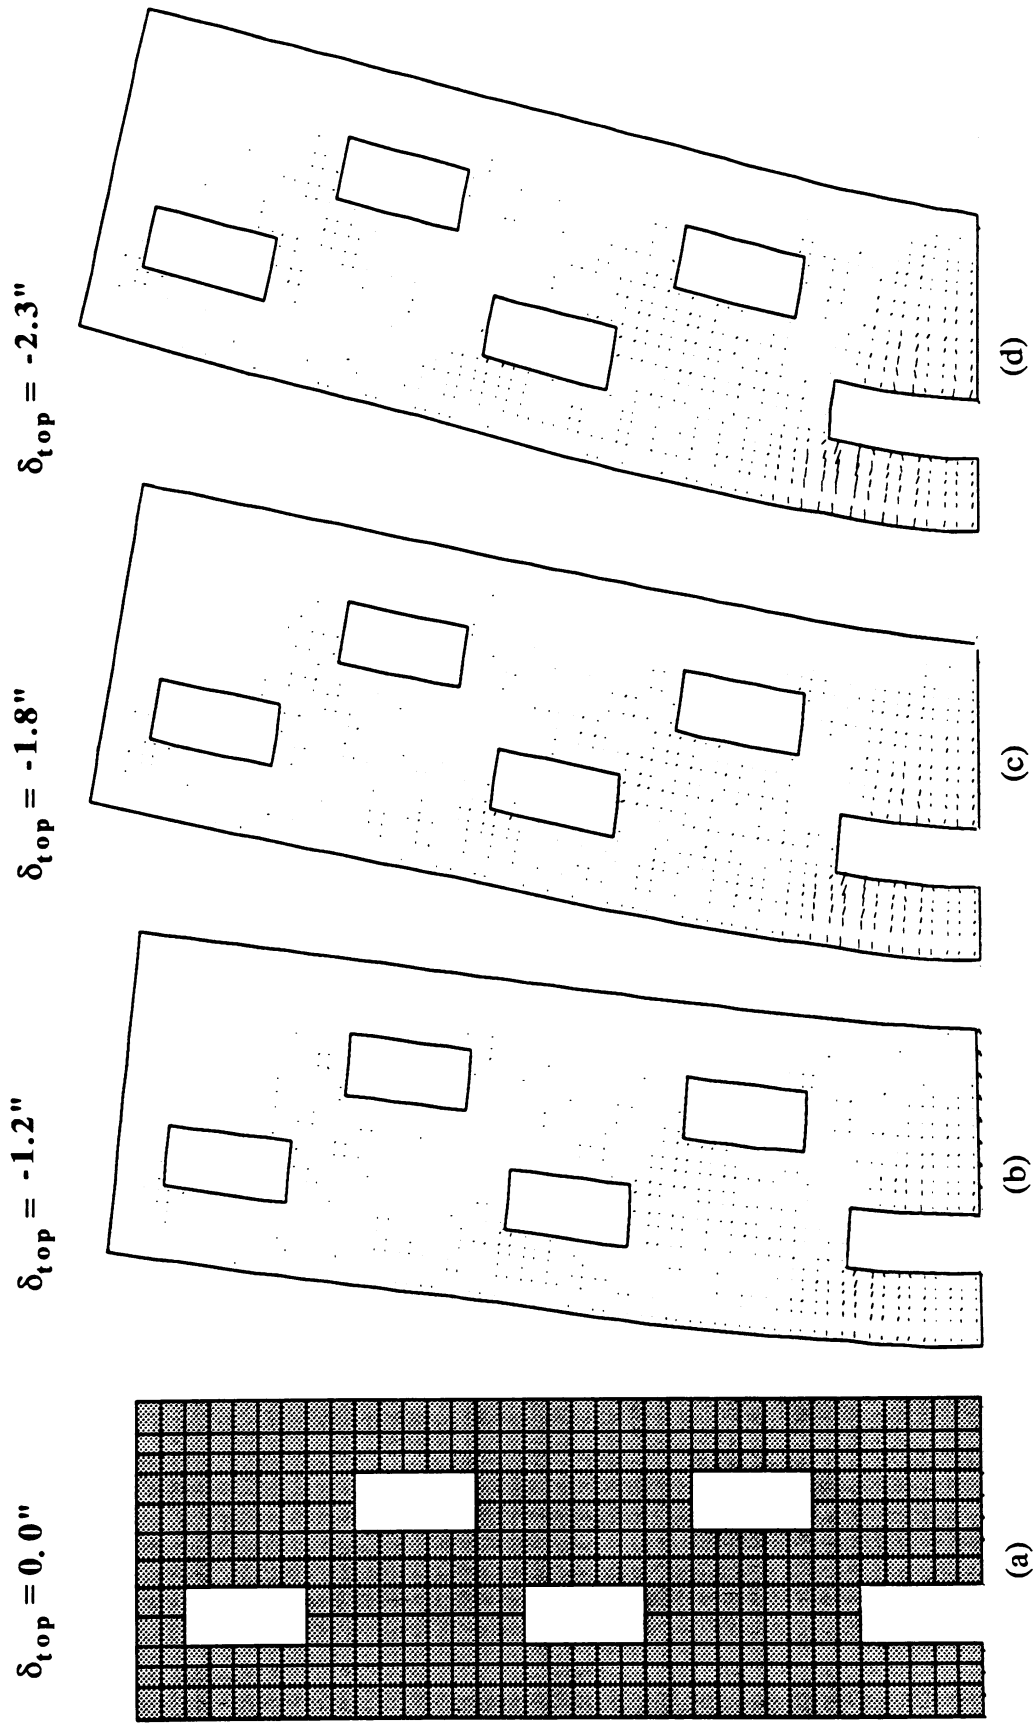 δtop = 0.0"
δtop = -1.2"
δtop = -1.8"
δtop = -2.3"
(a)
(b)
(c)
(d)